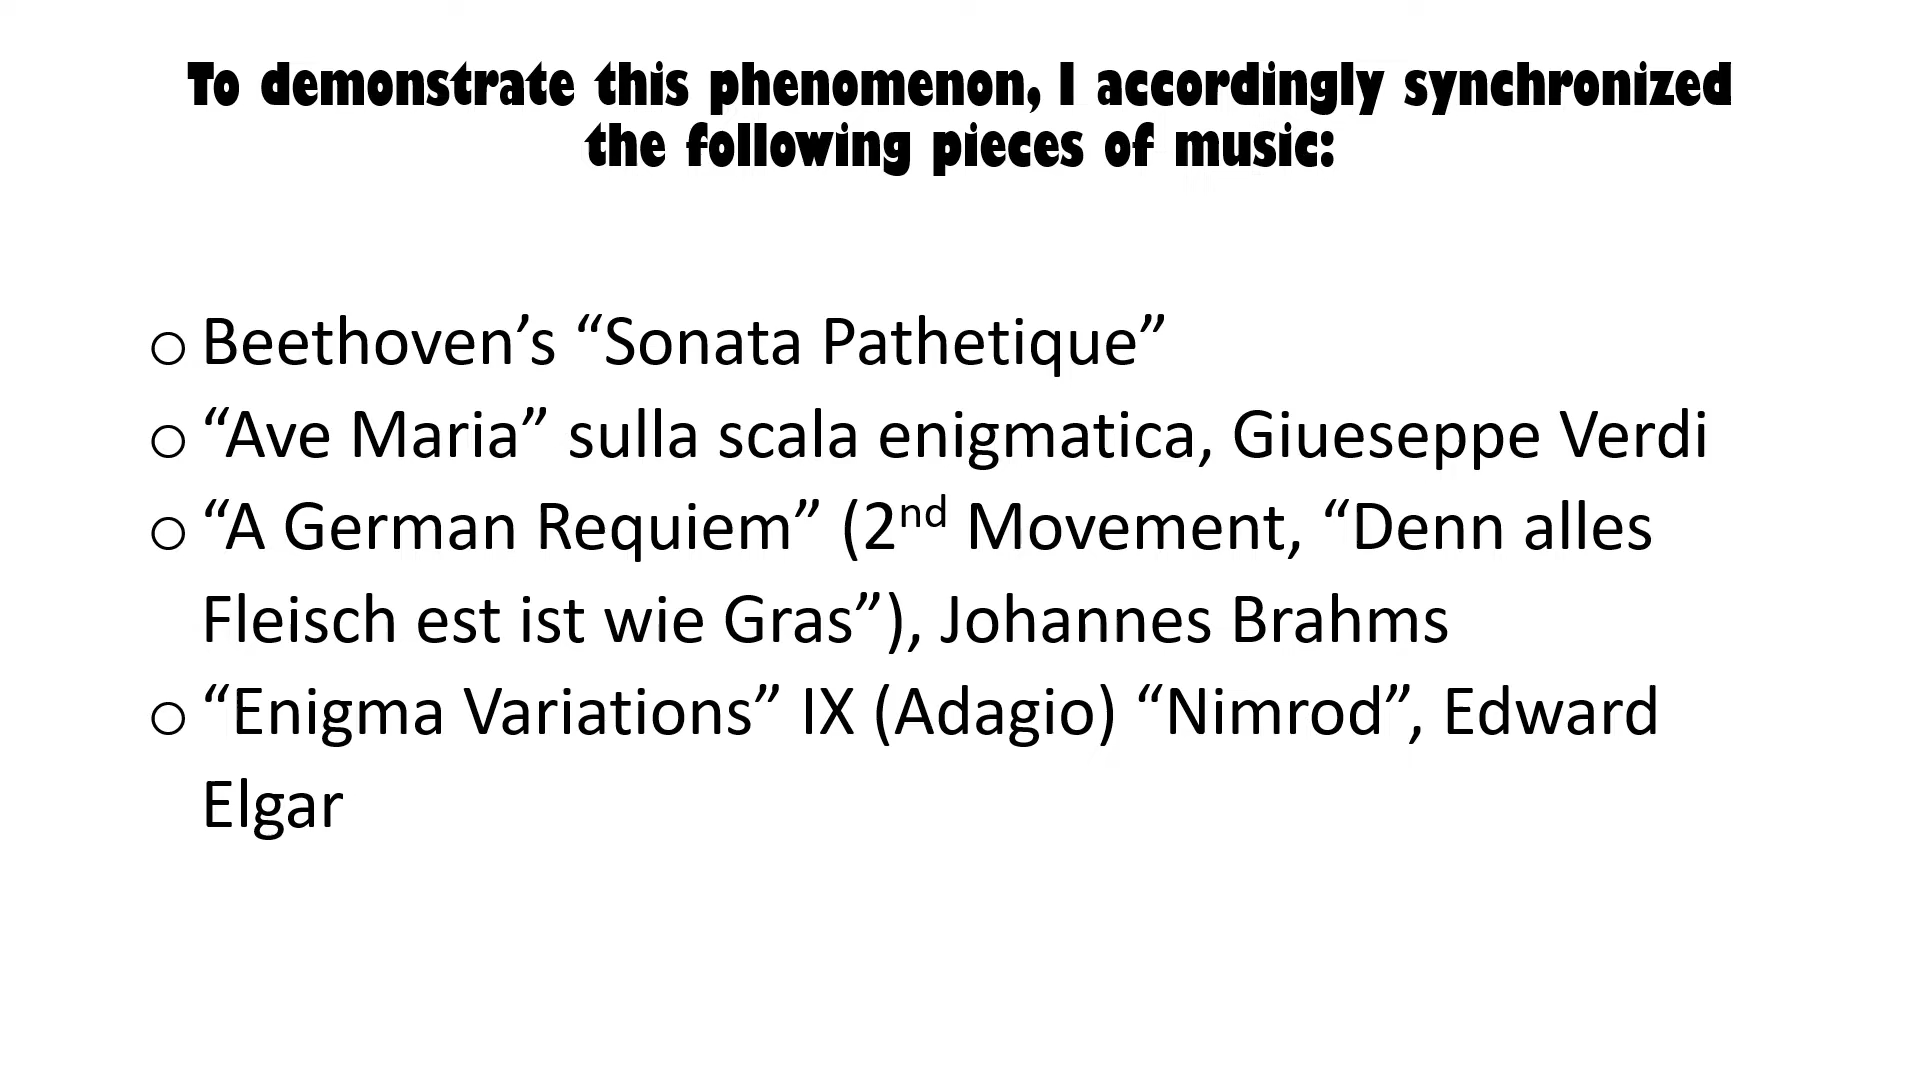 To demonstrate this phenomenon, I accordingly synchronized
the following pieces of music:
o Beethoven’s “Sonata Pathetique”
o “Ave Maria” sulla scala enigmatica, Giueseppe Verdi
o “A German Requiem” (2nd Movement, “Denn alles
Fleisch est ist wie Gras”), Johannes Brahms
o “Enigma Variations” IX (Adagio) “Nimrod”, Edward
Elgar